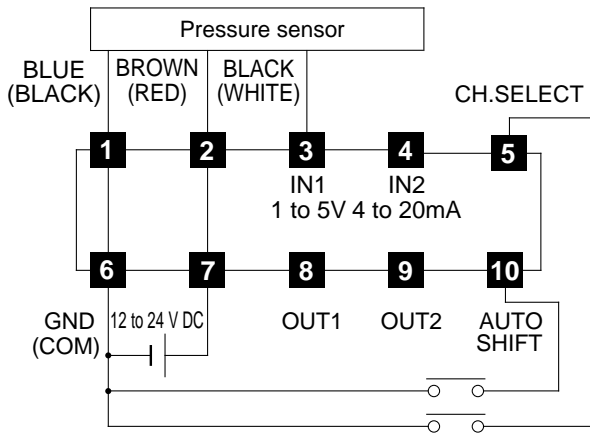 Pressure sensor
BLUE
(BLACK)
BROWN
(RED)
BLACK
(WHITE)
CH.SELECT
1 2 3 4 5
IN1 IN2
1 to 5V 4 to 20mA
6 7 8 9 10
GND
(COM)
12 to 24 V DC
OUT1
OUT2
AUTO
SHIFT